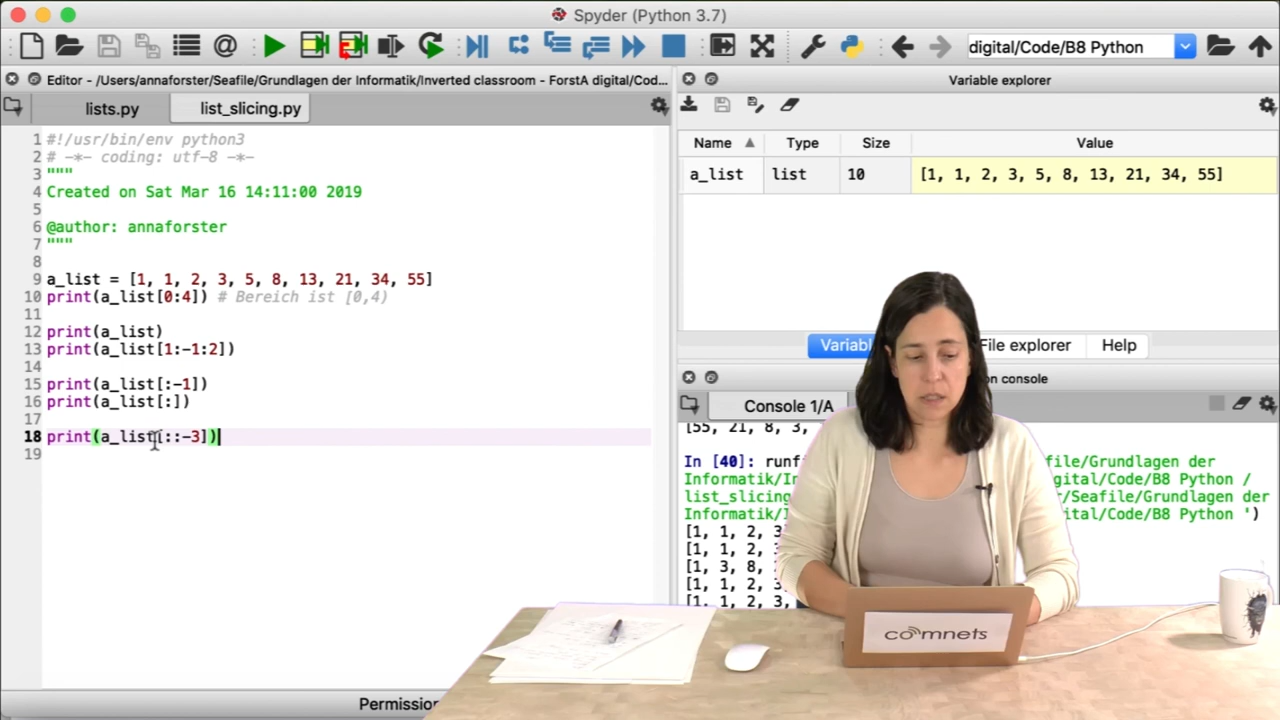 Spyder (Python 3.7)
digital/Code/B8 Python
Editor - /Users/annaforster/Seafile/Grundlagen der Informatik/Inverted classroom - ForstA digital/Cod...
Variable explorer
lists.py
list_slicing.py
1 #!/usr/bin/env python3
2 # -*- coding: utf-8 -*-
3 """
4 Created on Sat Mar 16 14:11:00 2019
5
6 @author: annaforster
7 """
8
9 a_list = [1, 1, 2, 3, 5, 8, 13, 21, 34, 55]
10 print(a_list[0:4]) # Bereich ist [0,4)
11
12 print(a_list)
13 print(a_list[1:-1:2])
14
15 print(a_list[:-1])
16 print(a_list[:])
17
18 print(a_list[::-3])
19
Name Type Size Value
a_list list 10 [1, 1, 2, 3, 5, 8, 13, 21, 34, 55]
File explorer Help
console
Console 1/A
[55, 21, 8, 3,
In [40]: runf file/Grundlagen der
Informatik/I gital/Code/B8 Python /
list_slicing /Seafile/Grundlagen der
Informatik/ ital/Code/B8 Python ')
[1, 1, 2, 3
[1, 1, 2,
[1, 3, 8,
[1, 1, 2
[1, 1, 2, 3,
comnets